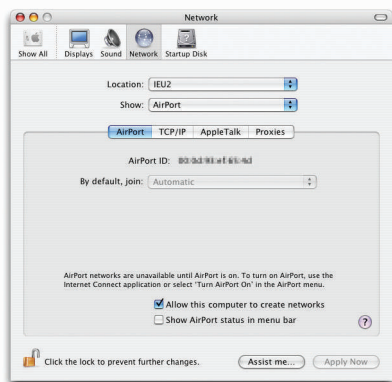 Network
Show All Displays Sound Network Startup Disk
Location: IEU2
Show: AirPort
AirPort TCP/IP AppleTalk Proxies
AirPort ID:
By default, join: Automatic
AirPort networks are unavailable until AirPort is on. To turn on AirPort, use the
Internet Connect application or select 'Turn AirPort On' in the AirPort menu.
Allow this computer to create networks
Show AirPort status in menu bar
?
Click the lock to prevent further changes. Assist me... Apply Now